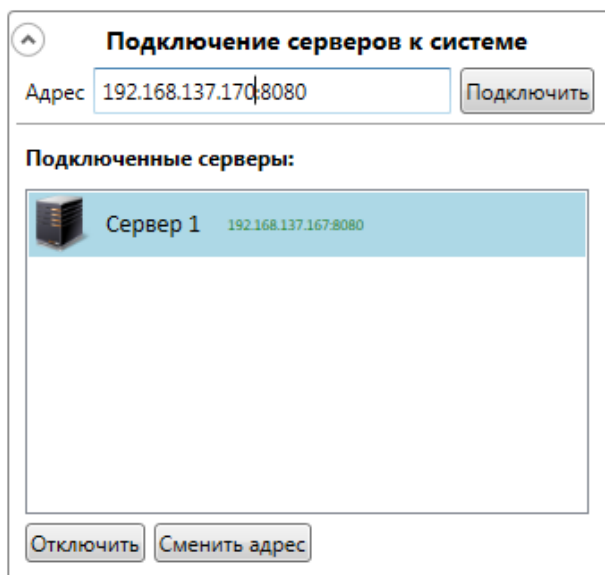 Подключение серверов к системе
Адрес 192.168.137.170:8080 Подключить
Подключенные серверы:
Сервер 1 192.168.137.167:8080
Отключить Сменить адрес